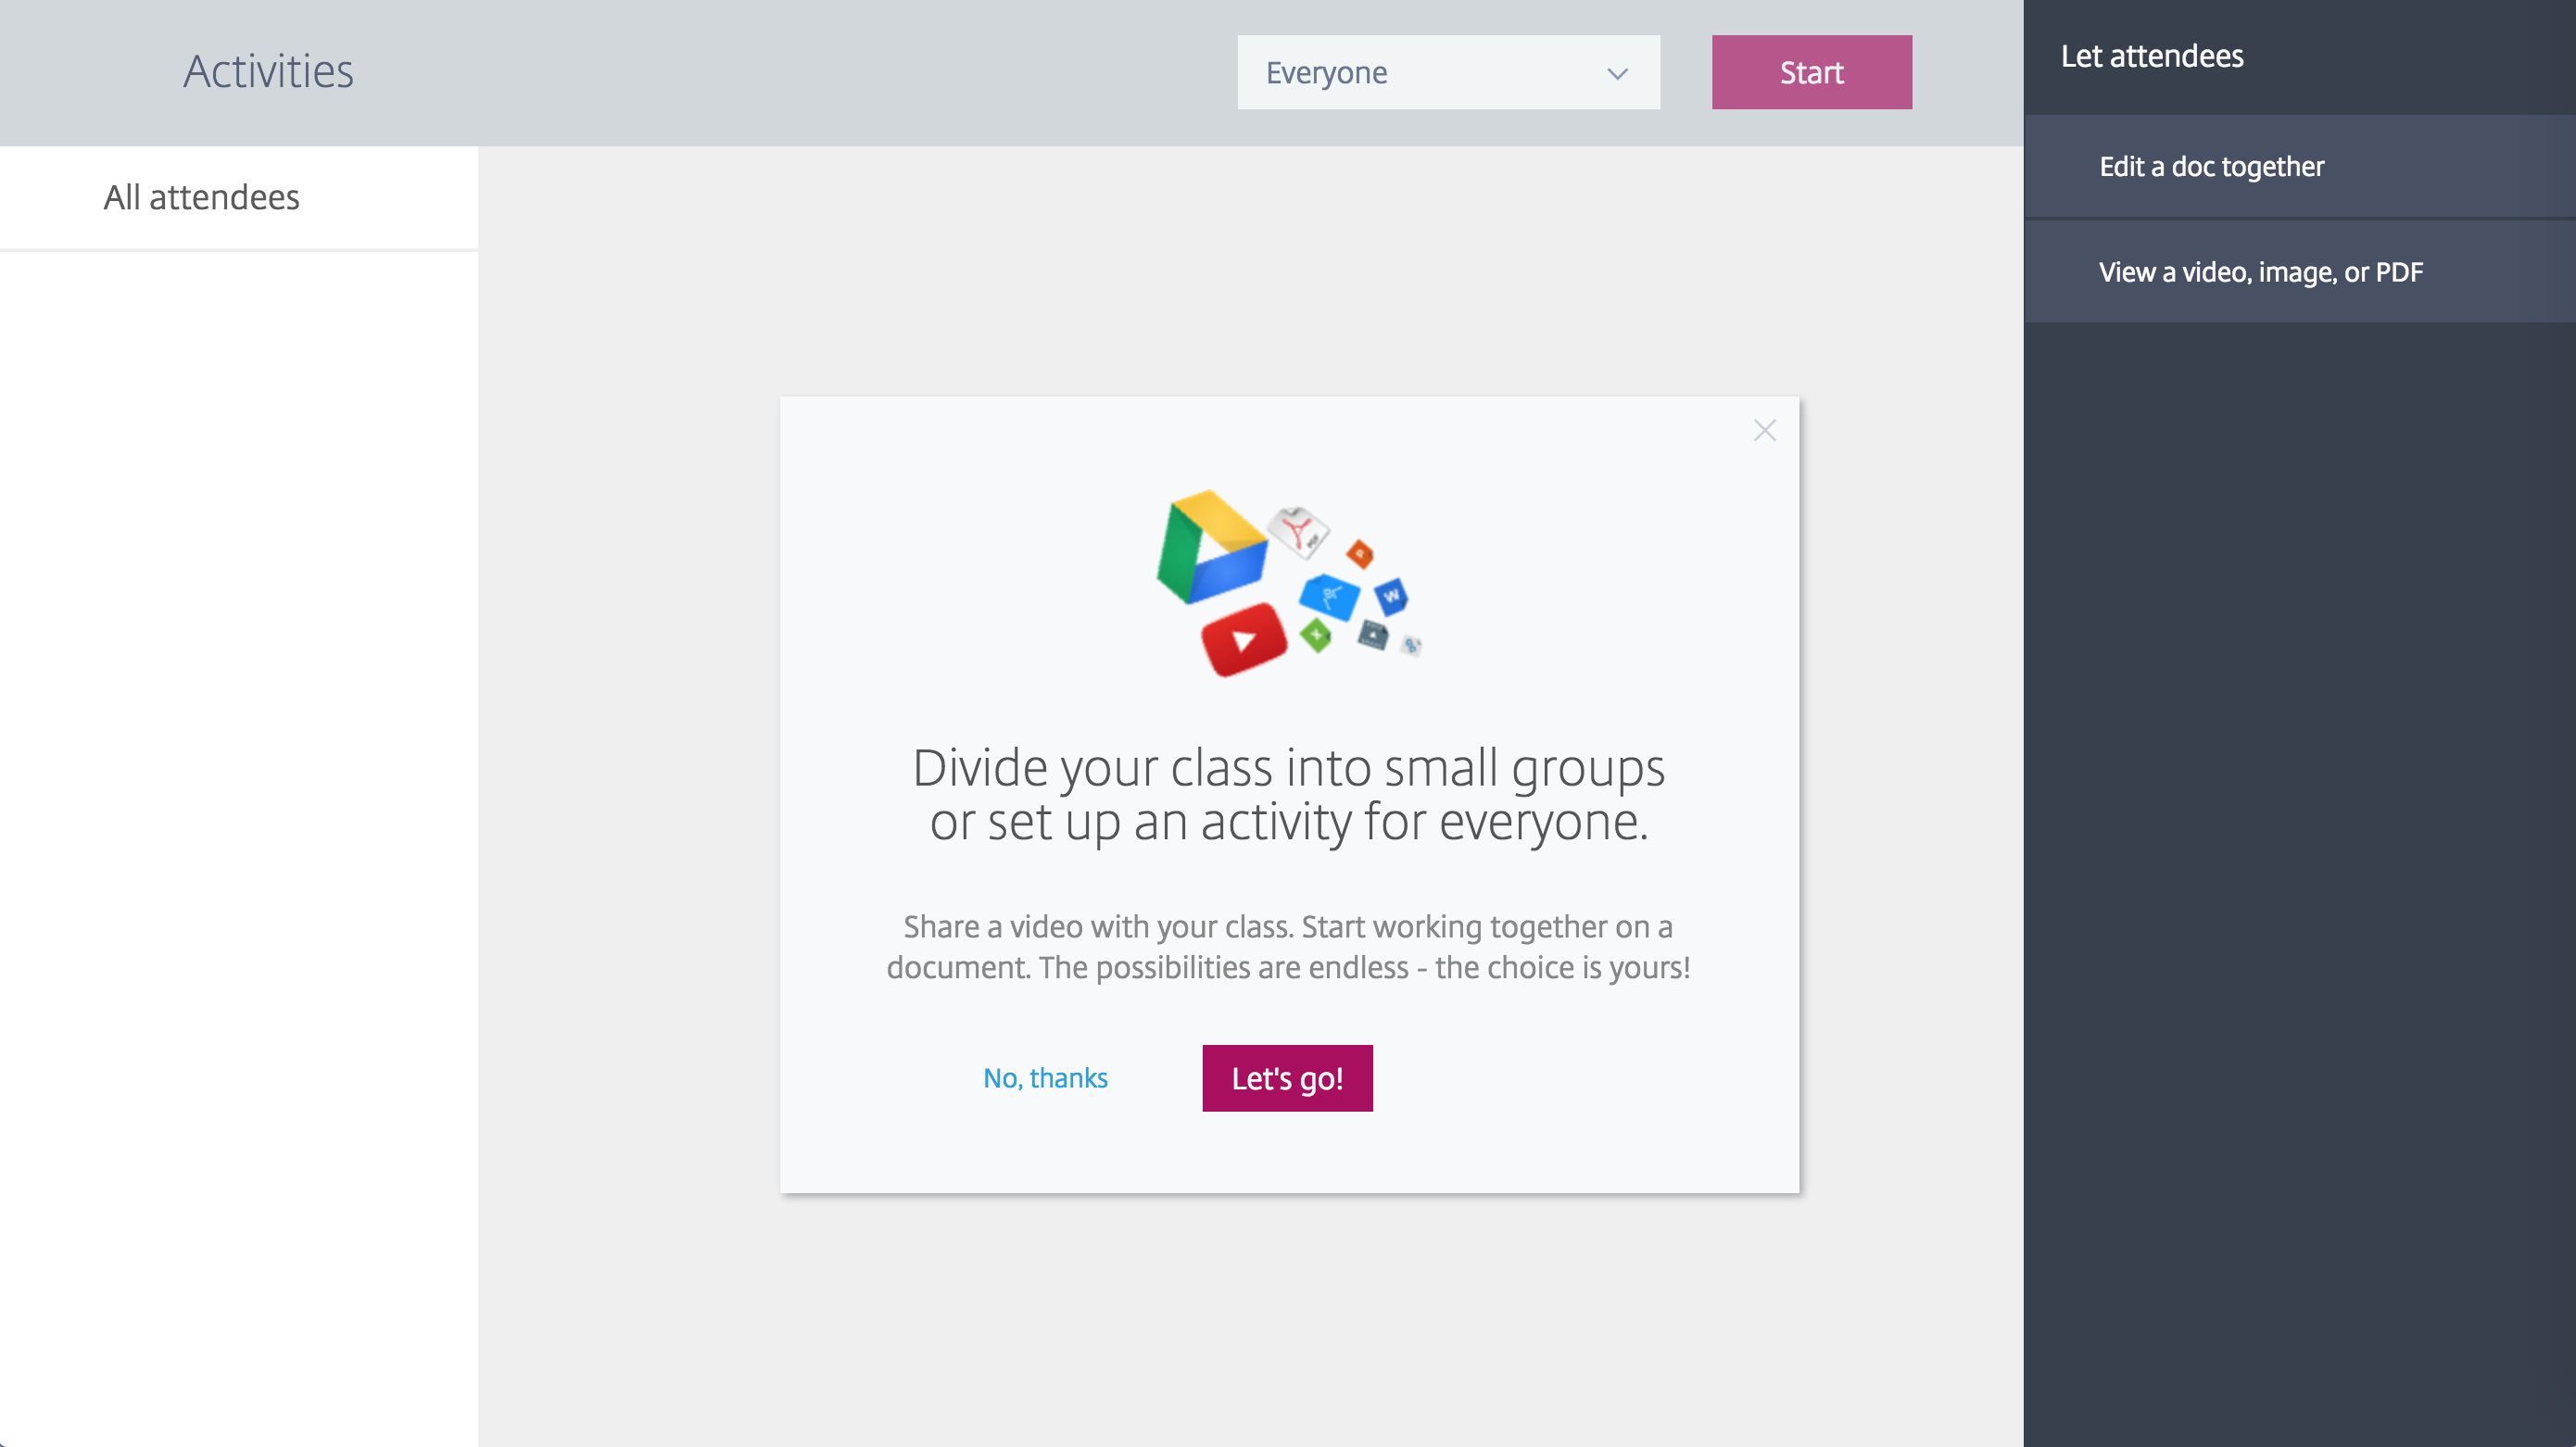 Activities
Everyone
Start
Let attendees
Edit a doc together
View a video, image, or PDF
All attendees
PDF
P
W
Divide your class into small groups
or set up an activity for everyone.
Share a video with your class. Start working together on a
document. The possibilities are endless - the choice is yours!
No, thanks
Let's go!